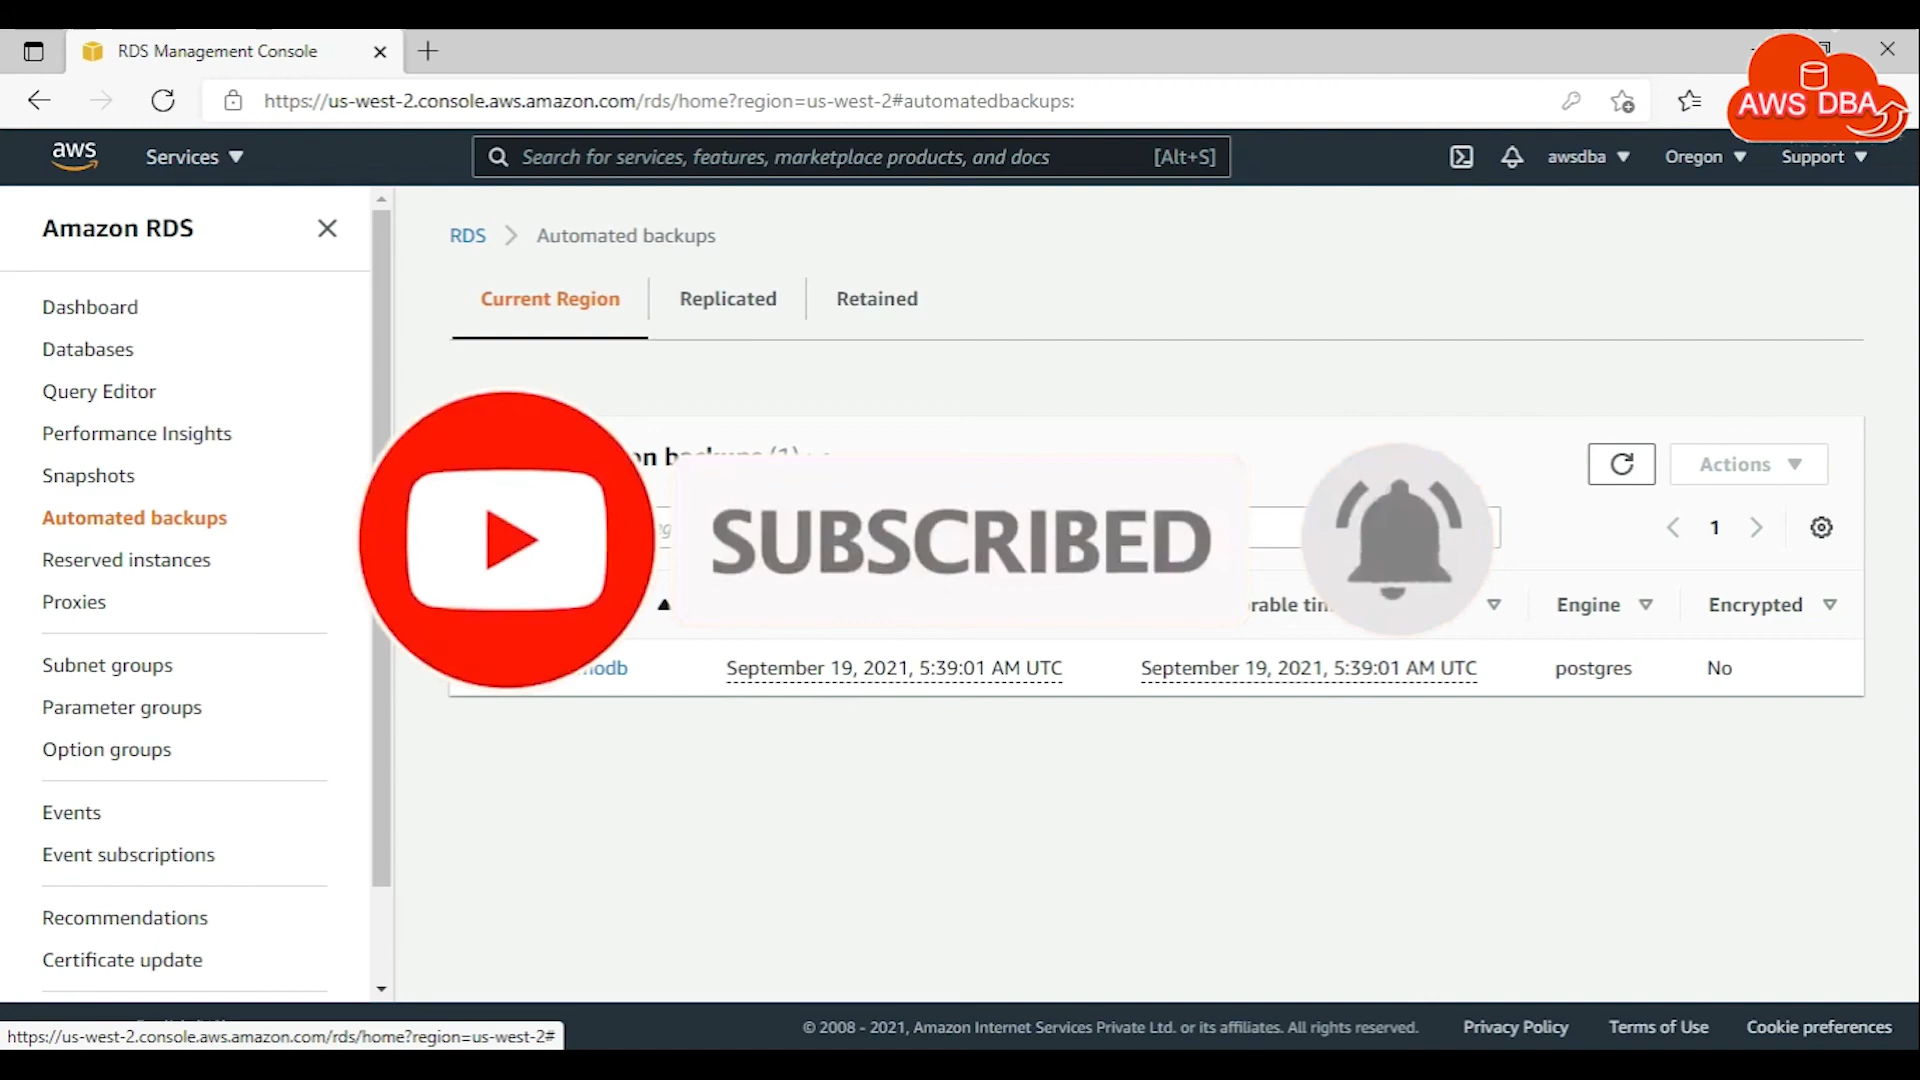 RDS Management Console
https://us-west-2.console.aws.amazon.com/rds/home?region=us-west-2#automatedbackups:
AWS DBA
aws
Services
Search for services, features, marketplace products, and docs
[Alt+S]
awsdba
Oregon
Support
Amazon RDS
RDS
Automated backups
Current Region
Replicated
Retained
Dashboard
Databases
Query Editor
Performance Insights
Snapshots
Automated backups
Reserved instances
Proxies
Subnet groups
Parameter groups
Option groups
Events
Event subscriptions
Recommendations
Certificate update
Actions
SUBSCRIBED
1
Engine
Encrypted
September 19, 2021, 5:39:01 AM UTC
September 19, 2021, 5:39:01 AM UTC
postgres
No
https://us-west-2.console.aws.amazon.com/rds/home?region=us-west-2#
© 2008 - 2021, Amazon Internet Services Private Ltd. or its affiliates. All rights reserved.
Privacy Policy
Terms of Use
Cookie preferences